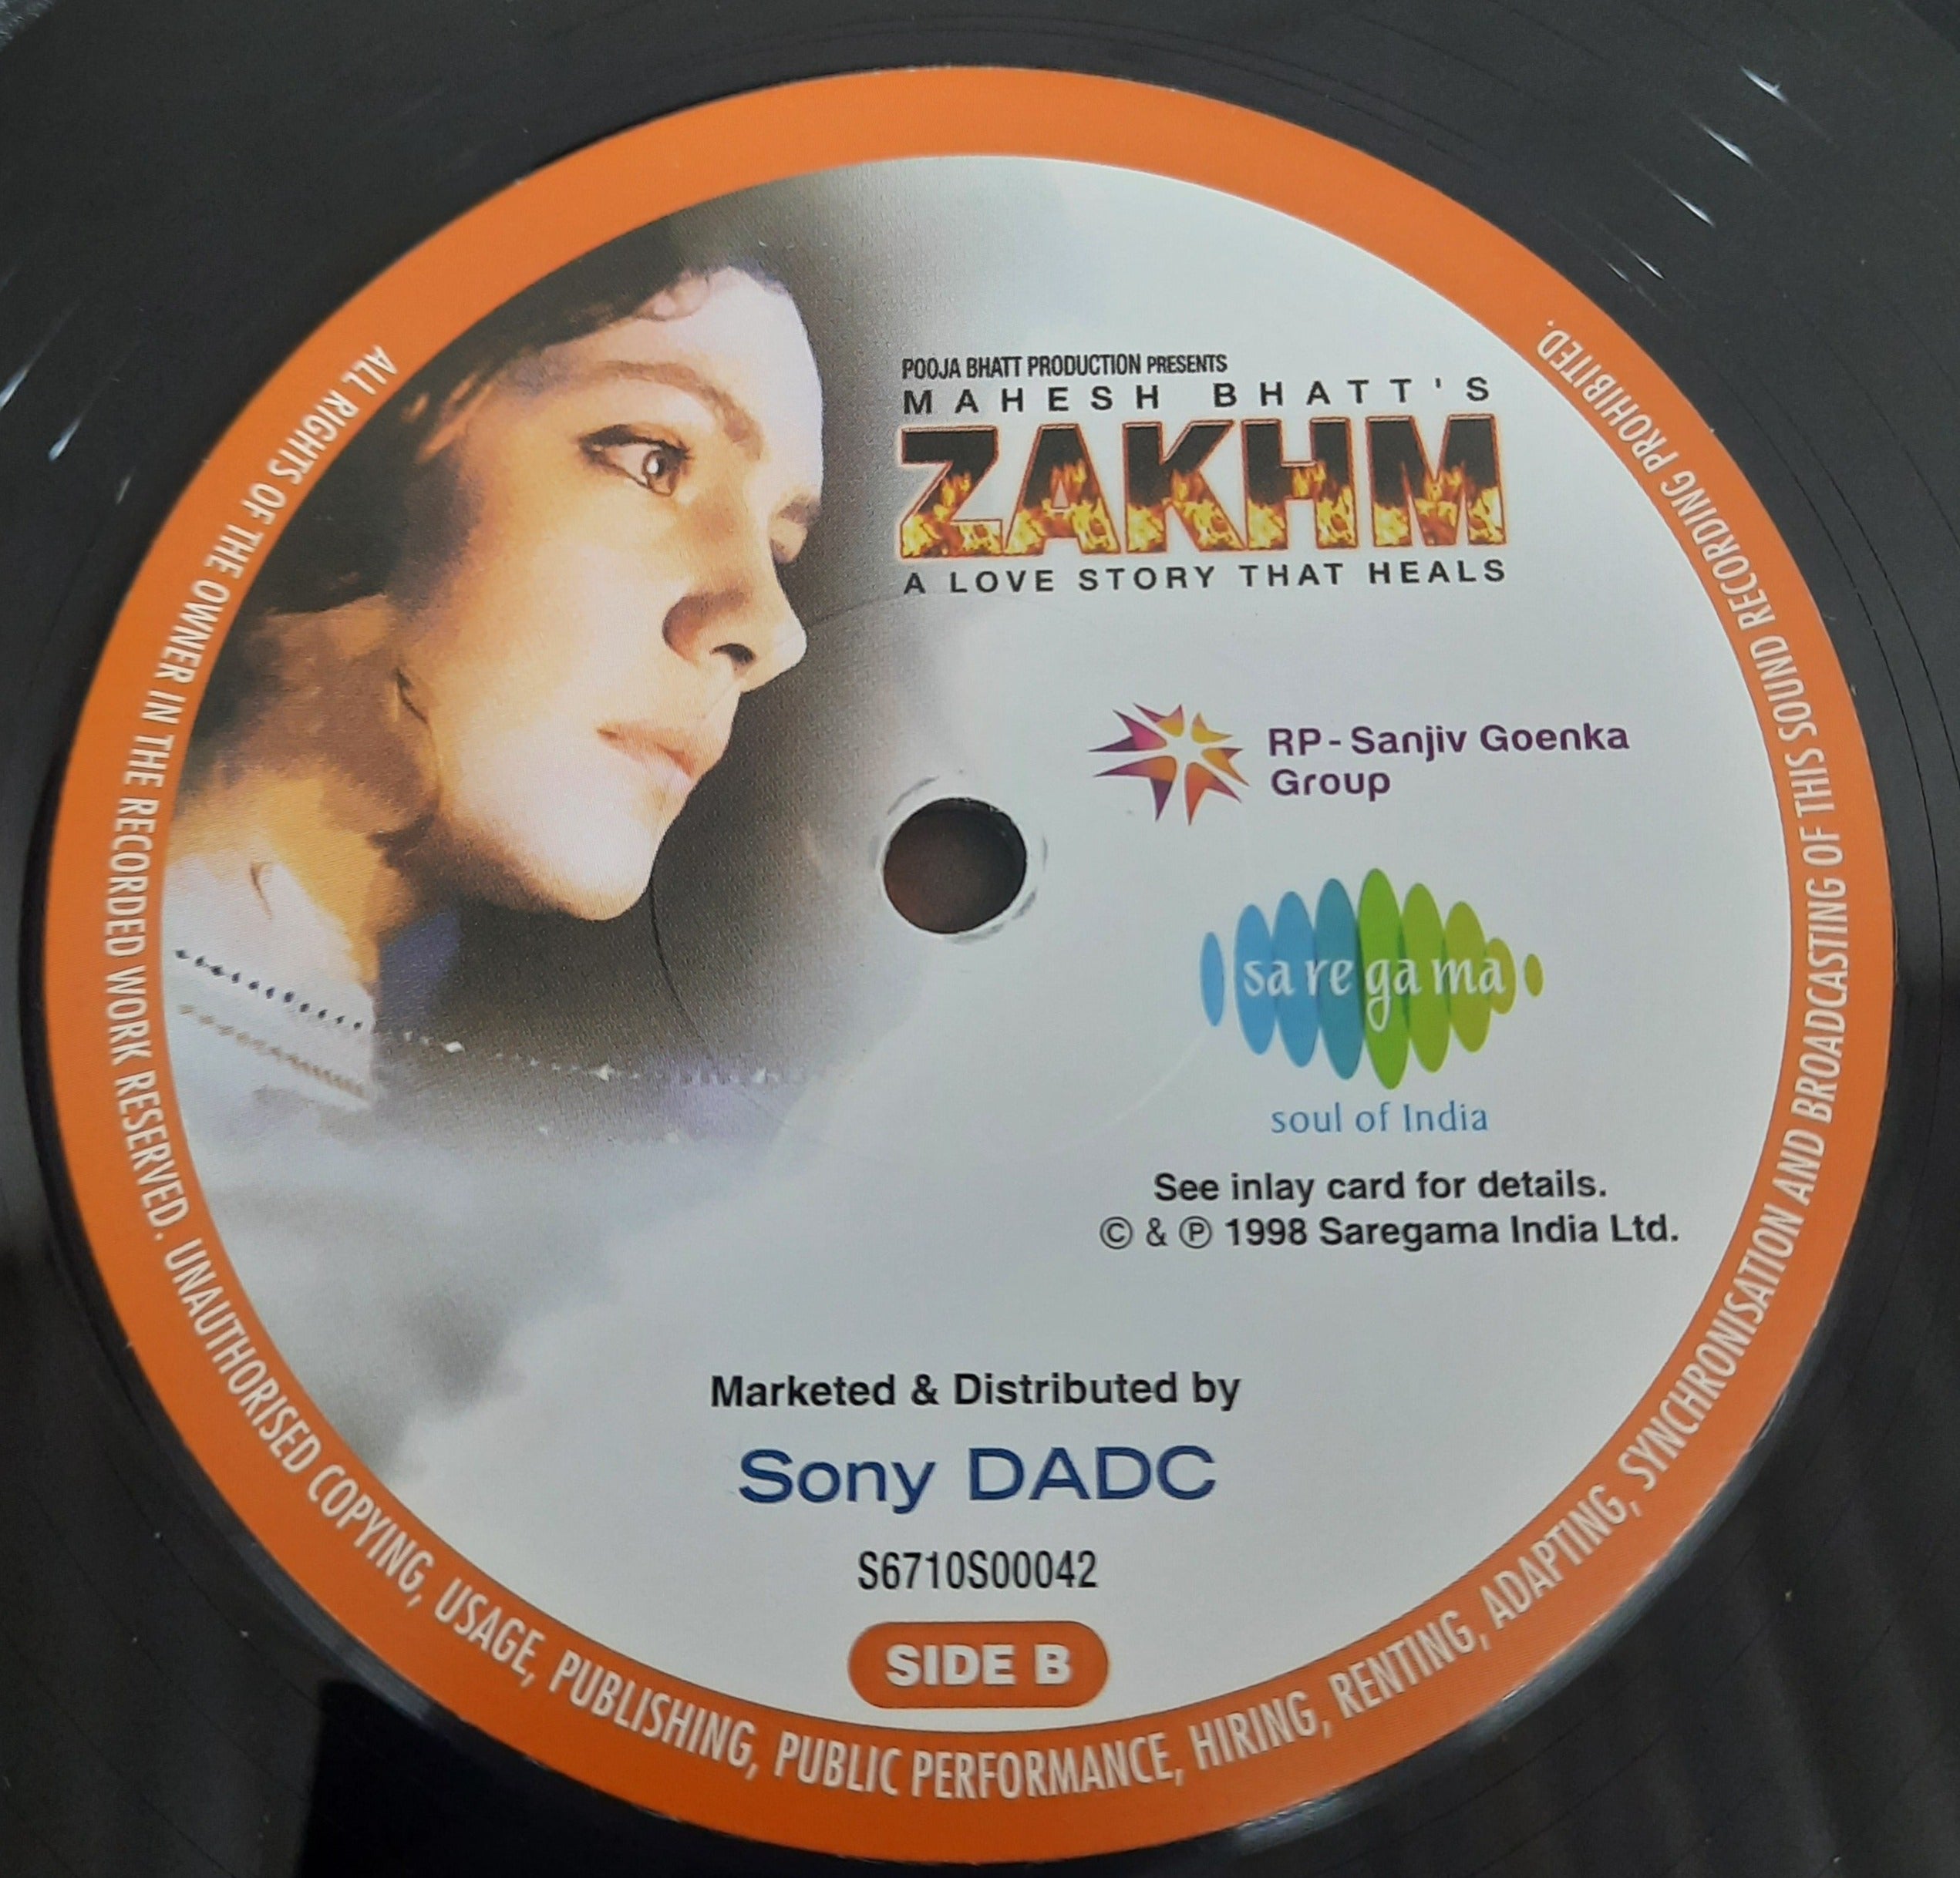 POOJA BHATT PRODUCTION PRESENTS
MAHESH BHATT'S
ZAKHM
A LOVE STORY THAT HEALS
RP-Sanjiv Goenka
Group
sa re ga ma
soul of India
See inlay card for details.
© & ℗ 1998 Saregama India Ltd.
Marketed & Distributed by
Sony DADC
S6710S00042
SIDE B
ALL RIGHTS OF THE OWNER IN THE RECORDED WORK RESERVED. UNAUTHORISED COPYING, USAGE, PUBLISHING, PUBLIC PERFORMANCE, HIRING, RENTING, ADAPTING, SYNCHRONISATION AND BROADCASTING OF THIS SOUND RECORDING PROHIBITED.